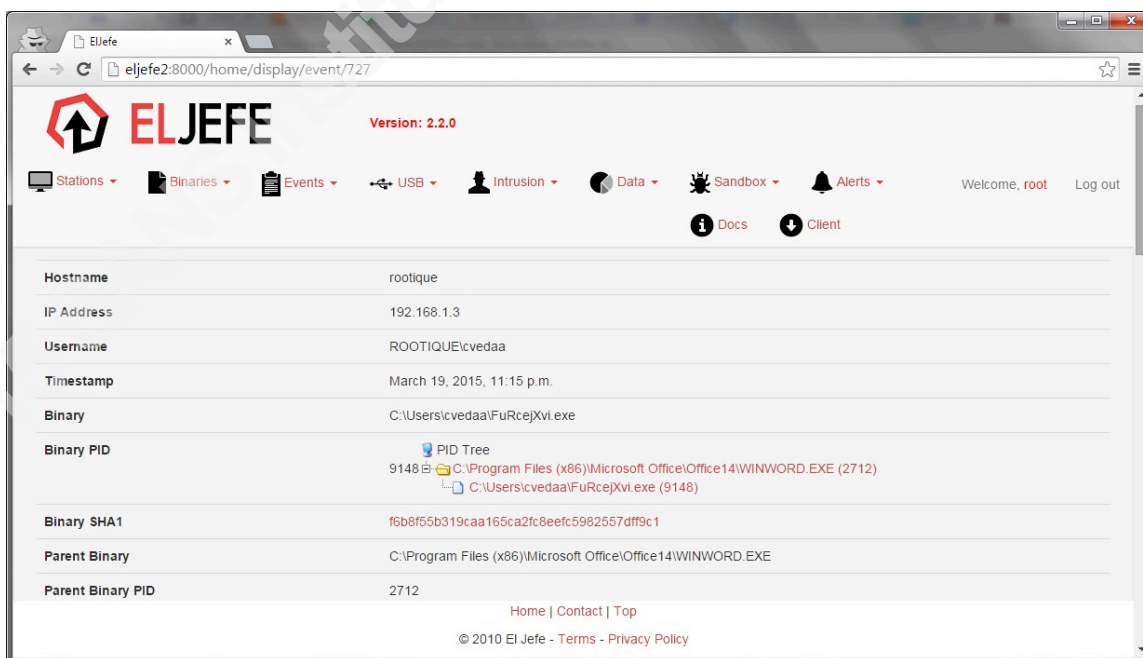 ElJefe
eljefe2:8000/home/display/event/727
ELJEFE
Version: 2.2.0
Stations
Binaries
Events
USB
Intrusion
Data
Sandbox
Alerts
Welcome, root
Log out
Docs
Client
Hostname rootique
IP Address 192.168.1.3
Username ROOTIQUE\cvedaa
Timestamp March 19, 2015, 11:15 p.m.
Binary C:\Users\cvedaa\FuRcejXvi.exe
Binary PID PID Tree
9148 C:\Program Files (x86)\Microsoft Office\Office14\WINWORD.EXE (2712)
C:\Users\cvedaa\FuRcejXvi.exe (9148)
Binary SHA1 f6b8f55b319caa165ca2fc8eefc5982557dff9c1
Parent Binary C:\Program Files (x86)\Microsoft Office\Office14\WINWORD.EXE
Parent Binary PID 2712
Home | Contact | Top
© 2010 El Jefe - Terms - Privacy Policy